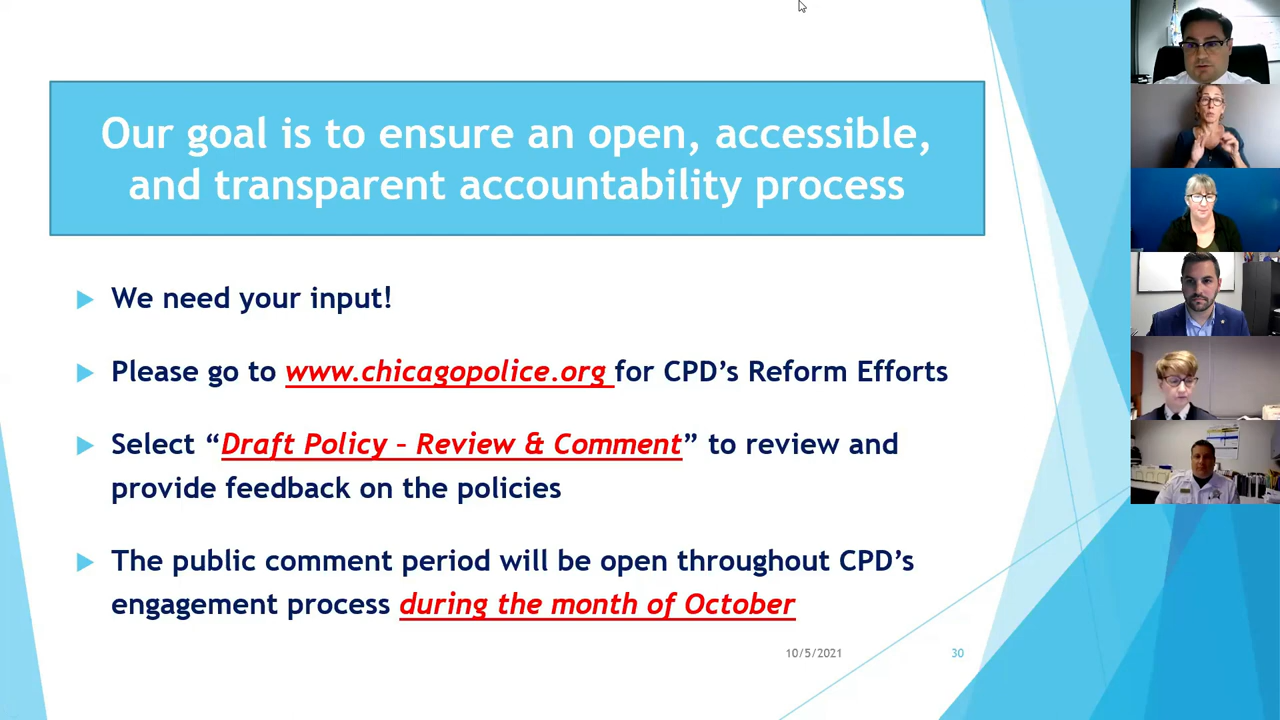 Our goal is to ensure an open, accessible,
and transparent accountability process
We need your input!
Please go to www.chicagopolice.org for CPD’s Reform Efforts
Select “Draft Policy – Review & Comment” to review and
provide feedback on the policies
The public comment period will be open throughout CPD’s
engagement process during the month of October
10/5/2021
30